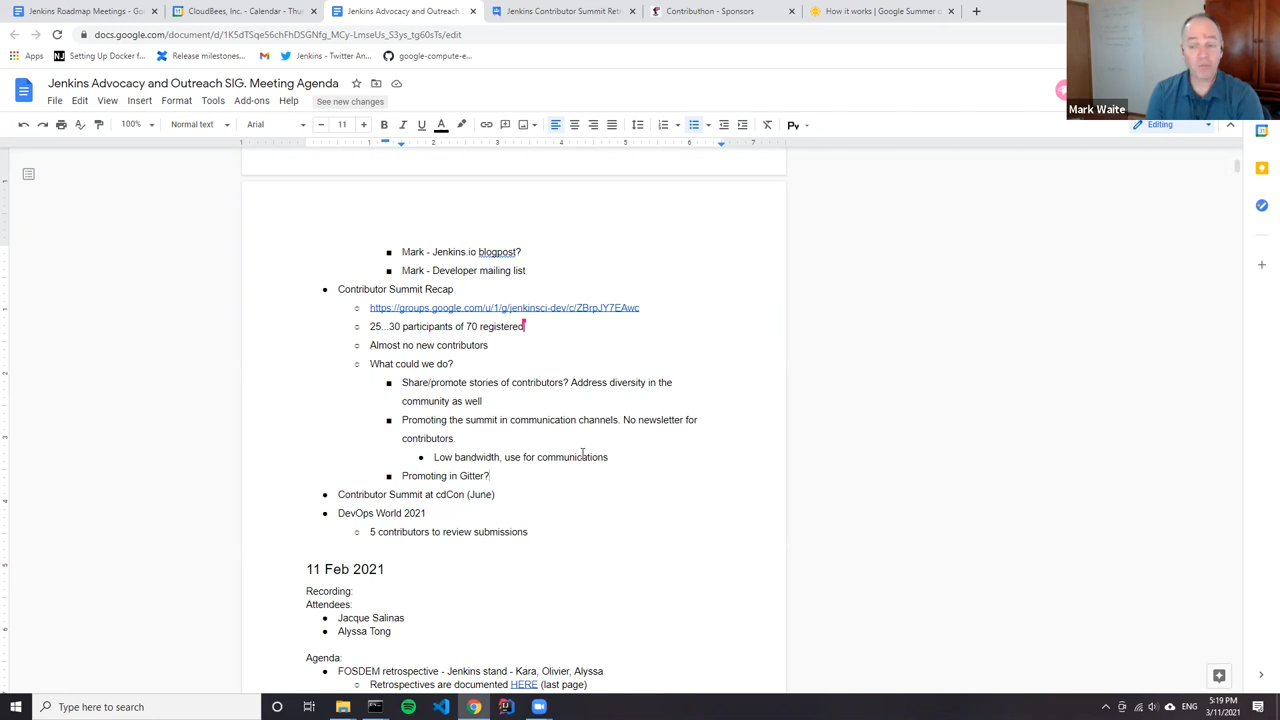 Jenkins Roadmap Meetings - Go
CloudBees, Inc. - Calendar - Thu
Jenkins Advocacy and Outreach S
Jenkins Contributor Summit Retr
Contributhon - Sponsors
How it works | Google Summer o
docs.google.com/document/d/1K5dTSqe56chFhDSGNfg_MCy-LmseUs_S3ys_tg60sTs/edit
Apps
Setting Up Docker f...
Release milestones...
Jenkins - Twitter An...
google-compute-e...
Jenkins Advocacy and Outreach SIG. Meeting Agenda
File Edit View Insert Format Tools Add-ons Help See new changes
100% Normal text Arial 11 Editing
Mark Waite
1 1 2 3 4 5 6 7
Mark - Jenkins.io blogpost?
Mark - Developer mailing list
Contributor Summit Recap
https://groups.google.com/u/1/g/jenkinsci-dev/c/ZBrpJY7EAwc
25...30 participants of 70 registered
Almost no new contributors
What could we do?
Share/promote stories of contributors? Address diversity in the
community as well
Promoting the summit in communication channels. No newsletter for
contributors.
Low bandwidth, use for communications
Promoting in Gitter?
Contributor Summit at cdCon (June)
DevOps World 2021
5 contributors to review submissions
11 Feb 2021
Recording:
Attendees:
Jacque Salinas
Alyssa Tong
Agenda:
FOSDEM retrospective - Jenkins stand - Kara, Olivier, Alyssa
Retrospectives are documented HERE (last page)
Type here to search
ENG
5:19 PM
3/11/2021